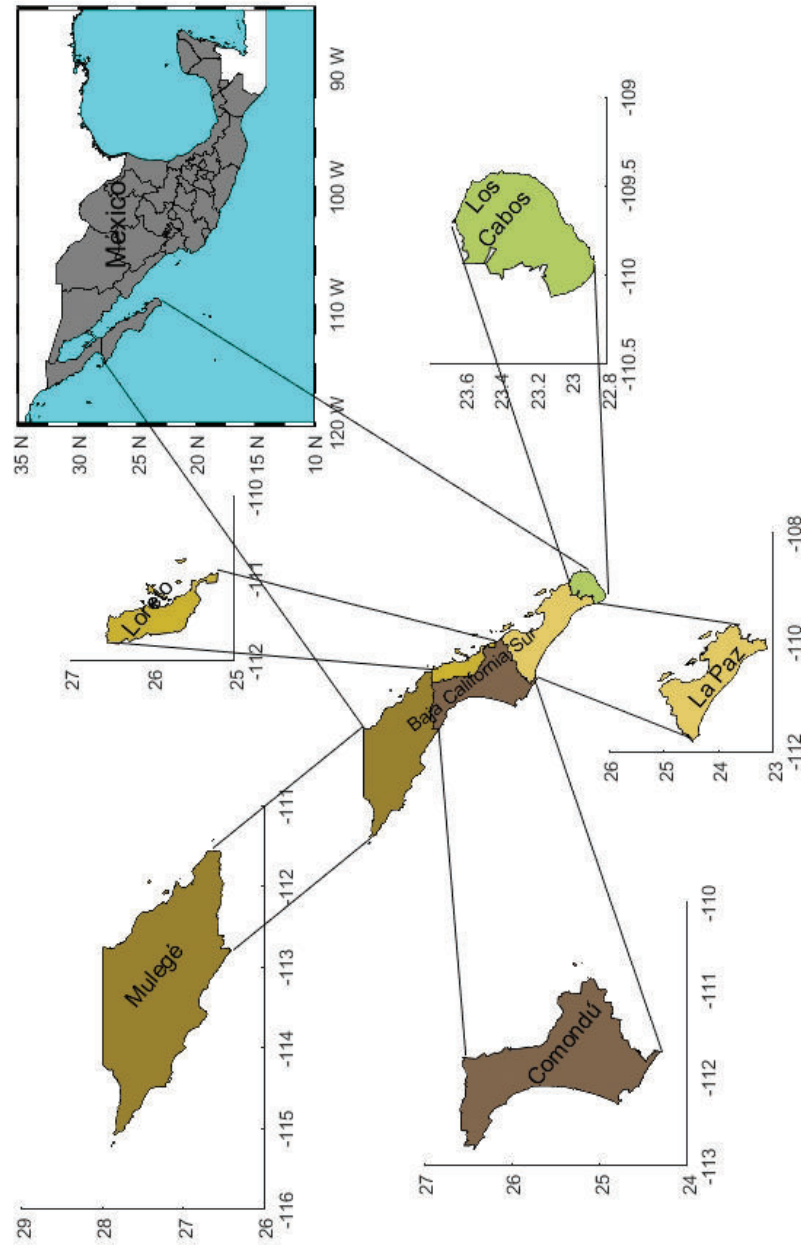 México
35 N
30 N
25 N
20 N
15 N
10 N
120 W
110 W
100 W
90 W
Loreto
27
26
25
-112
-111
-110
Mulegé
29
28
27
26
-116
-115
-114
-113
-112
-111
Baja California Sur
Los
Cabos
23.6
23.4
23.2
23
22.8
-110.5
-110
-109.5
-109
Comondú
27
26
25
24
-113
-112
-111
-110
La Paz
26
25
24
23
-112
-110
-108